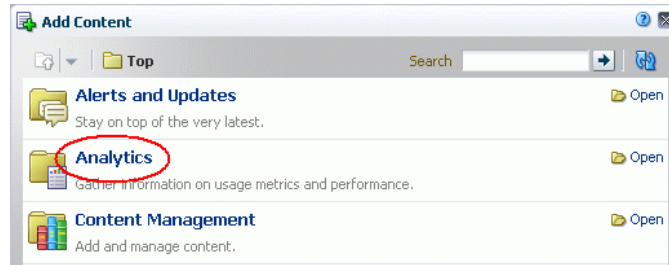 Add Content
Top Search
Alerts and Updates Open
Stay on top of the very latest.
Analytics Open
Gather information on usage metrics and performance.
Content Management Open
Add and manage content.